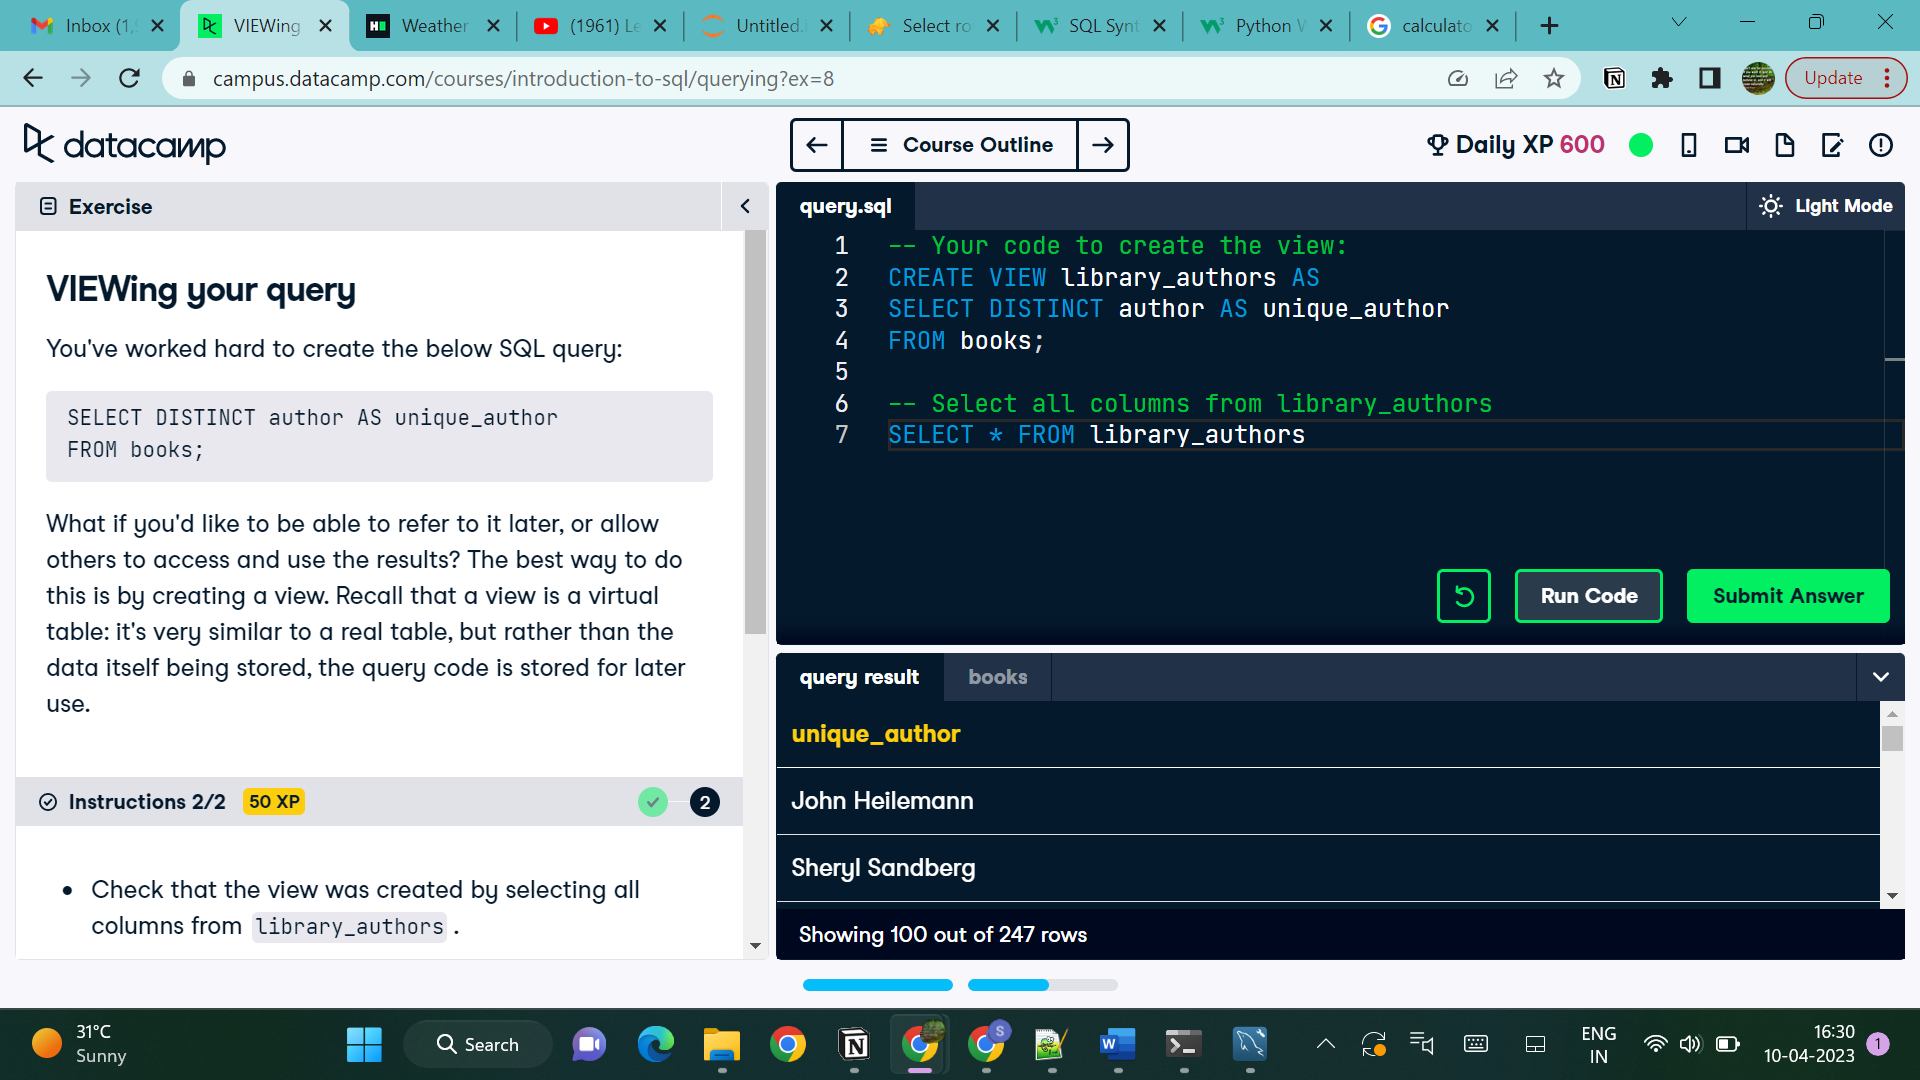 Inbox (1,
VIEWing
Weather
(1961) Le
Untitled.
Select ro
SQL Synt
Python W
calculato
campus.datacamp.com/courses/introduction-to-sql/querying?ex=8
Update
datacamp
Course Outline
Daily XP 600
Exercise
VIEWing your query
You've worked hard to create the below SQL query:
SELECT DISTINCT author AS unique_author
FROM books;
What if you'd like to be able to refer to it later, or allow
others to access and use the results? The best way to do
this is by creating a view. Recall that a view is a virtual
table: it's very similar to a real table, but rather than the
data itself being stored, the query code is stored for later
use.
Instructions 2/2
50 XP
2
Check that the view was created by selecting all
columns from library_authors .
query.sql
Light Mode
1 -- Your code to create the view:
2 CREATE VIEW library_authors AS
3 SELECT DISTINCT author AS unique_author
4 FROM books;
5
6 -- Select all columns from library_authors
7 SELECT * FROM library_authors
Run Code
Submit Answer
query result
books
unique_author
John Heilemann
Sheryl Sandberg
Showing 100 out of 247 rows
31°C
Sunny
Search
ENG
IN
16:30
10-04-2023
1